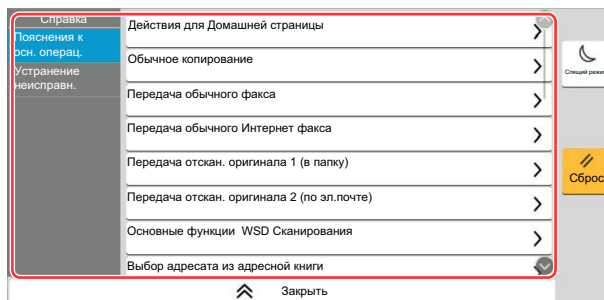 Справка
Пояснения к
осн. операц.
Устранение
неисправн.
Действия для Домашней страницы
Обычное копирование
Передача обычного факса
Передача обычного Интернет факса
Передача отскан. оригинала 1 (в папку)
Передача отскан. оригинала 2 (по эл.почте)
Основные функции WSD Сканирования
Выбор адресата из адресной книги
Закрыть
Спящий режим
Сброс